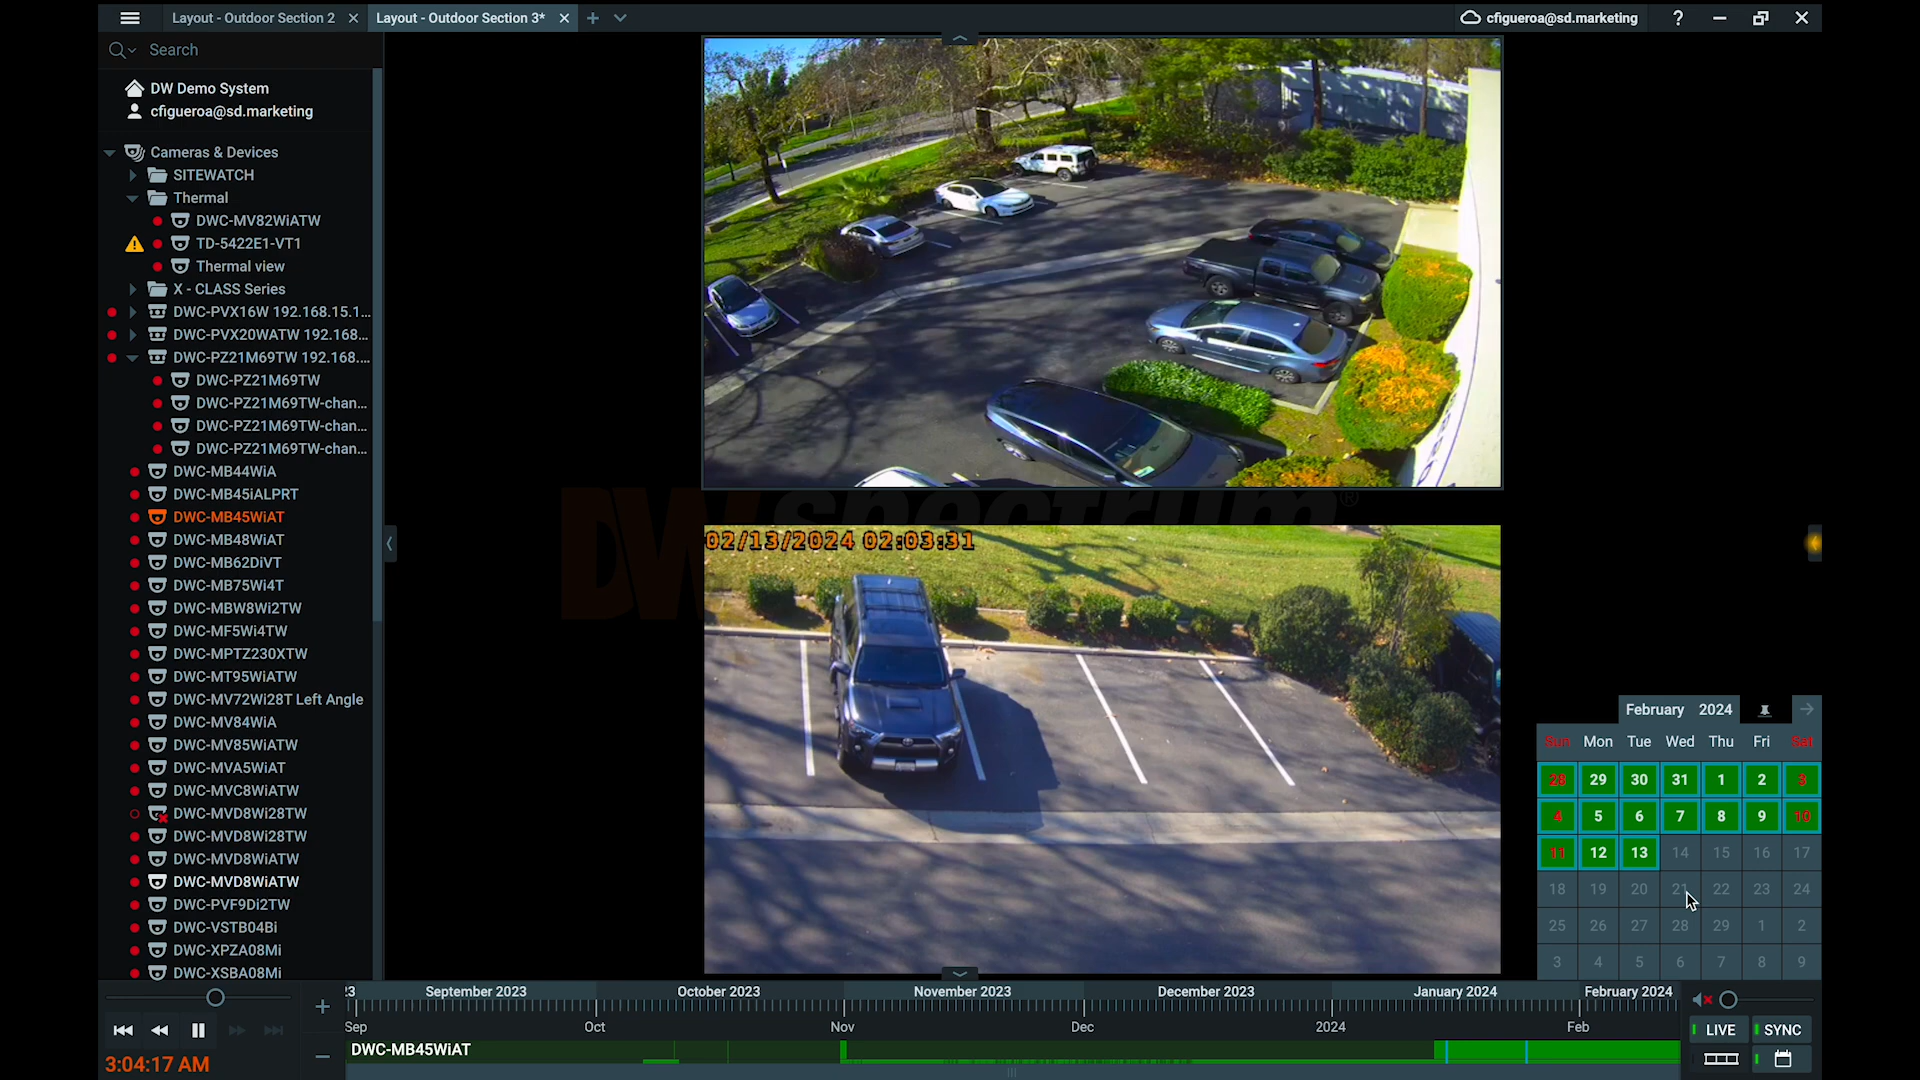 Layout - Outdoor Section 2
Layout - Outdoor Section 3*
cfigueroa@sd.marketing
?
Search
DW Demo System
cfigueroa@sd.marketing
Cameras & Devices
SITEWATCH
Thermal
DWC-MV82WiATW
TD-5422E1-VT1
Thermal view
X - CLASS Series
DWC-PVX16W 192.168.15.1...
DWC-PVX20WATW 192.168...
DWC-PZ21M69TW 192.168....
DWC-PZ21M69TW
DWC-PZ21M69TW-chan...
DWC-PZ21M69TW-chan...
DWC-PZ21M69TW-chan...
DWC-MB44WiA
DWC-MB45iALPRT
DWC-MB45WiAT
DWC-MB48WiAT
DWC-MB62DiVT
DWC-MB75Wi4T
DWC-MBW8Wi2TW
DWC-MF5Wi4TW
DWC-MPTZ230XTW
DWC-MT95WiATW
DWC-MV72Wi28T Left Angle
DWC-MV84WiA
DWC-MV85WiATW
DWC-MVA5WiAT
DWC-MVC8WiATW
DWC-MVD8Wi28TW
DWC-MVD8Wi28TW
DWC-MVD8WiATW
DWC-MVD8WiATW
DWC-PVF9Di2TW
DWC-VSTB04Bi
DWC-XPZA08Mi
DWC-XSBA08Mi
DW spectrum®
02/13/2024 02:03:31
February 2024
Sun Mon Tue Wed Thu Fri Sat
28 29 30 31 1 2 3
4 5 6 7 8 9 10
11 12 13 14 15 16 17
18 19 20 21 22 23 24
25 26 27 28 29 1 2
3 4 5 6 7 8 9
23 September 2023 October 2023 November 2023 December 2023 January 2024 February 2024
Sep Oct Nov Dec 2024 Feb
DWC-MB45WiAT
3:04:17 AM
LIVE SYNC